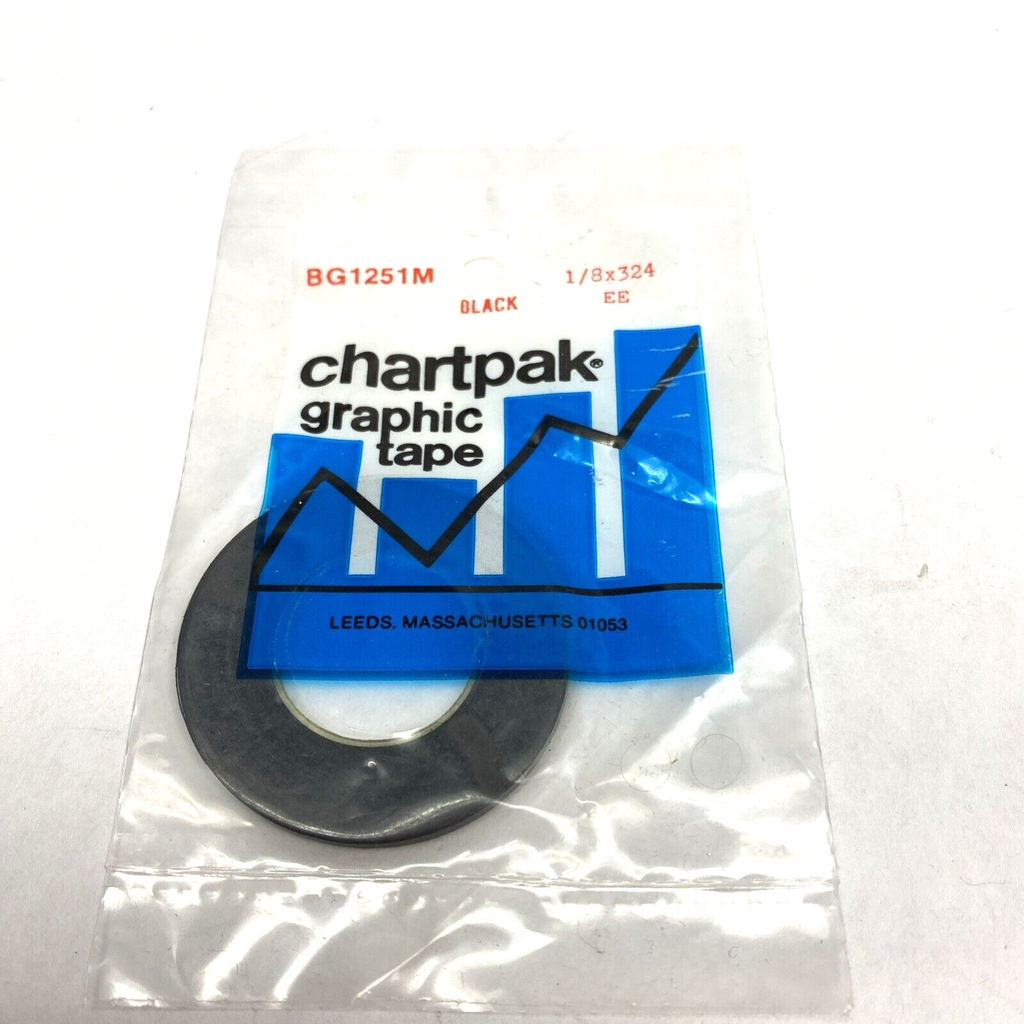 BG1251M
1/8x324
BLACK
EE
chartpak®
graphic
tape
LEEDS, MASSACHUSETTS 01053